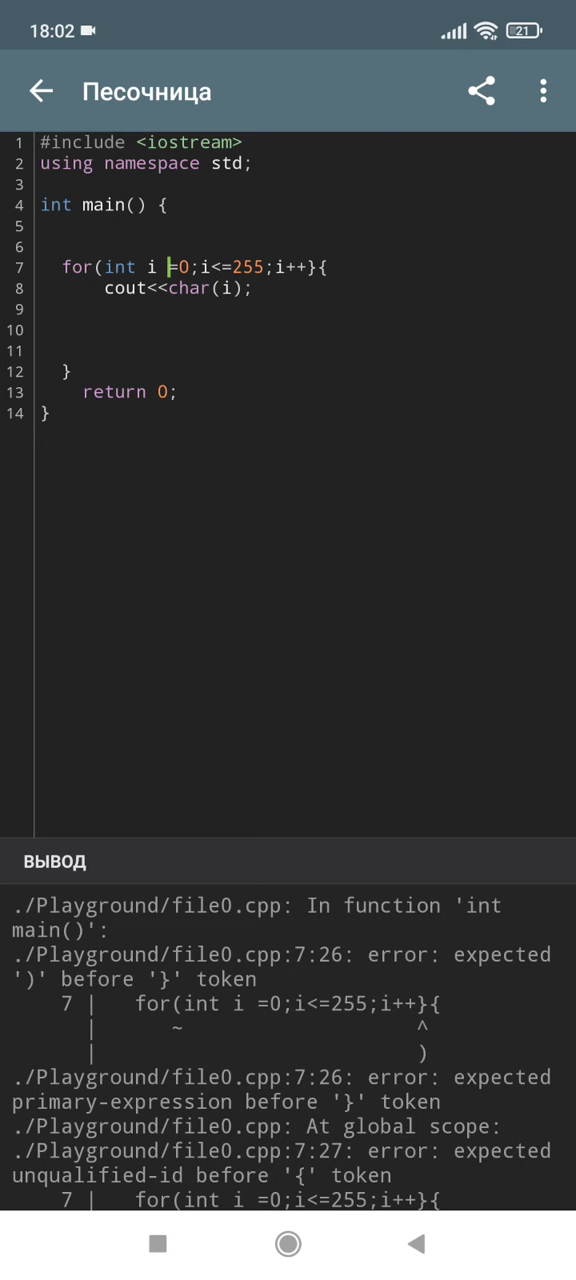 18:02 21
Песочница
1 #include <iostream>
2 using namespace std;
3
4 int main() {
5
6
7 for(int i =0;i<=255;i++}{
8 cout<<char(i);
9
10
11
12 }
13 return 0;
14 }
ВЫВОД
./Playground/file0.cpp: In function 'int
main()':
./Playground/file0.cpp:7:26: error: expected
')' before '}' token
7 | for(int i =0;i<=255;i++}{
| ~ ^
| )
./Playground/file0.cpp:7:26: error: expected
primary-expression before '}' token
./Playground/file0.cpp: At global scope:
./Playground/file0.cpp:7:27: error: expected
unqualified-id before '{' token
7 | for(int i =0;i<=255;i++}{